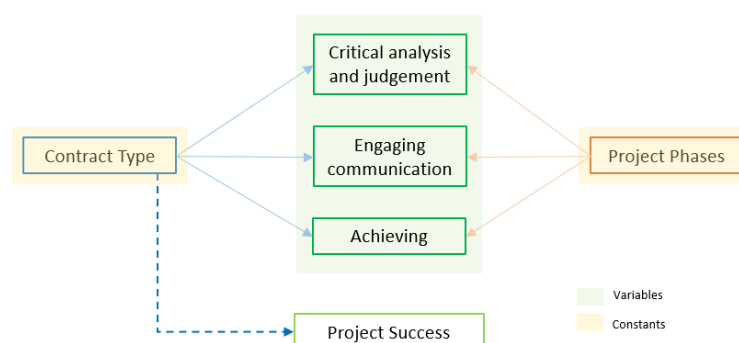 Critical analysis
and judgement
Contract Type
Engaging
communication
Project Phases
Achieving
Variables
Constants
Project Success